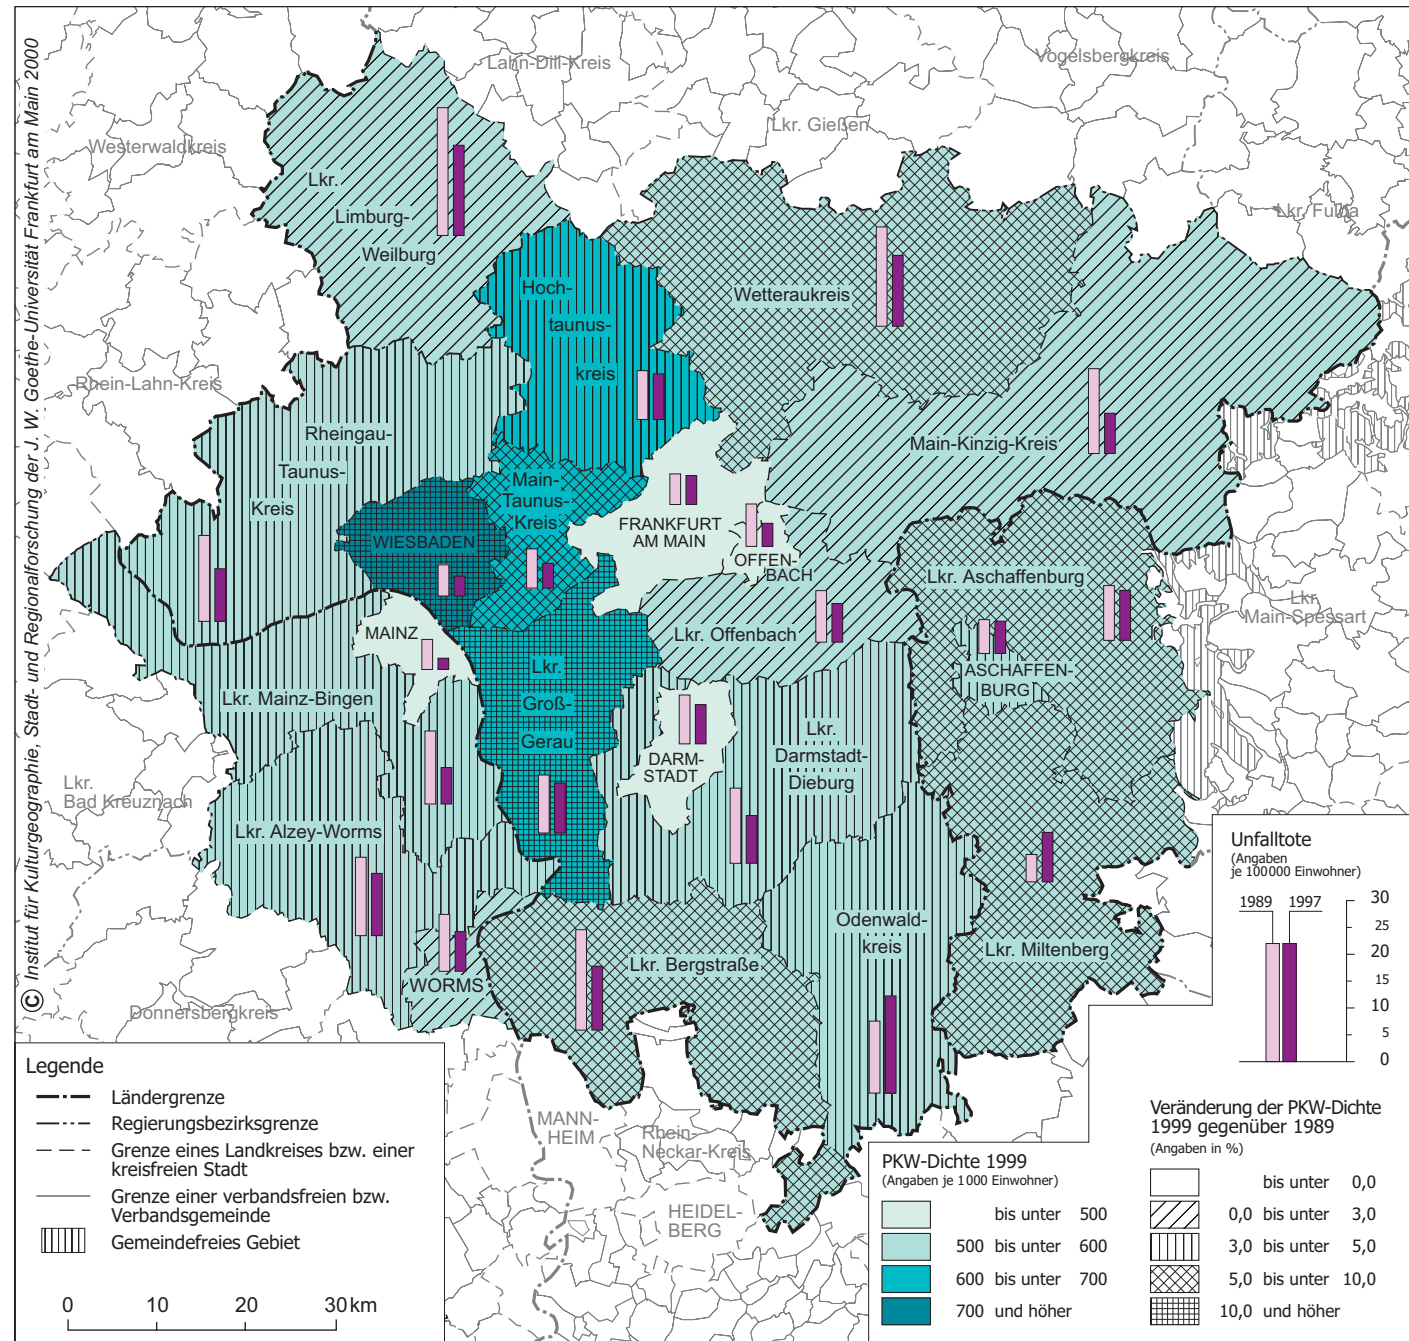 © Institut für Kulturgeographie, Stadt- und Regionalforschung der J. W. Goethe-Universität Frankfurt am Main 2000
Lahn-Dill-Kreis
Vogelsbergkreis
Westerwaldkreis
Lkr. Gießen
Lkr. Fulda
Lkr.
Limburg-
Weilburg
Hoch-
taunus-
kreis
Wetteraukreis
Rhein-Lahn-Kreis
Rheingau-
Taunus-
Kreis
Main-Kinzig-Kreis
Main-
Taunus-
Kreis
WIESBADEN
FRANKFURT
AM MAIN
OFFEN-
BACH
Lkr. Aschaffenburg
Lkr.
Main-Spessart
MAINZ
Lkr. Offenbach
ASCHAFFEN-
BURG
Lkr. Mainz-Bingen
Lkr.
Groß-
Gerau
DARM-
STADT
Lkr.
Darmstadt-
Dieburg
Lkr.
Bad Kreuznach
Lkr. Alzey-Worms
Odenwald-
kreis
Lkr. Miltenberg
Lkr. Bergstraße
WORMS
Donnersbergkreis
MANN-
HEIM
Rhein-
Neckar-Kreis
HEIDEL-
BERG
Unfalltote
(Angaben
je 100000 Einwohner)
1989 1997
30
25
20
15
10
5
0
Legende
Ländergrenze
Regierungsbezirksgrenze
Grenze eines Landkreises bzw. einer
kreisfreien Stadt
Grenze einer verbandsfreien bzw.
Verbandsgemeinde
Gemeindefreies Gebiet
0 10 20 30 km
PKW-Dichte 1999
(Angaben je 1000 Einwohner)
bis unter 500
500 bis unter 600
600 bis unter 700
700 und höher
Veränderung der PKW-Dichte
1999 gegenüber 1989
(Angaben in %)
bis unter 0,0
0,0 bis unter 3,0
3,0 bis unter 5,0
5,0 bis unter 10,0
10,0 und höher